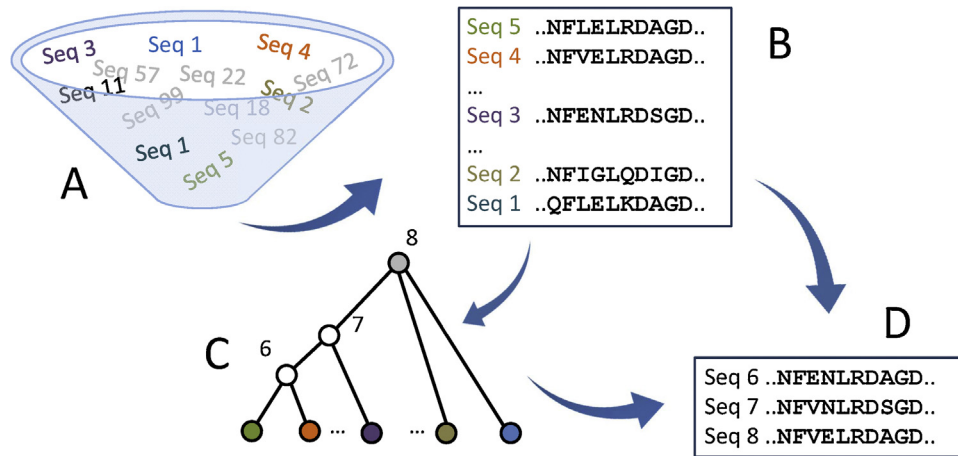 Seq 3
Seq 1
Seq 4
Seq 57
Seq 22
Seq 72
Seq 11
Seq 99
Seq 18
Seq 2
Seq 82
Seq 1
Seq 5
A
B
Seq 5 ..NFLELRDAGD..
Seq 4 ..NFVELRDAGD..
...
Seq 3 ..NFENLRDSGD..
...
Seq 2 ..NFIGLQDIGD..
Seq 1 ..QFLELKDAGD..
C
8
7
6
... ...
D
Seq 6 ..NFENLRDAGD..
Seq 7 ..NFVNLRDSGD..
Seq 8 ..NFVELRDAGD..